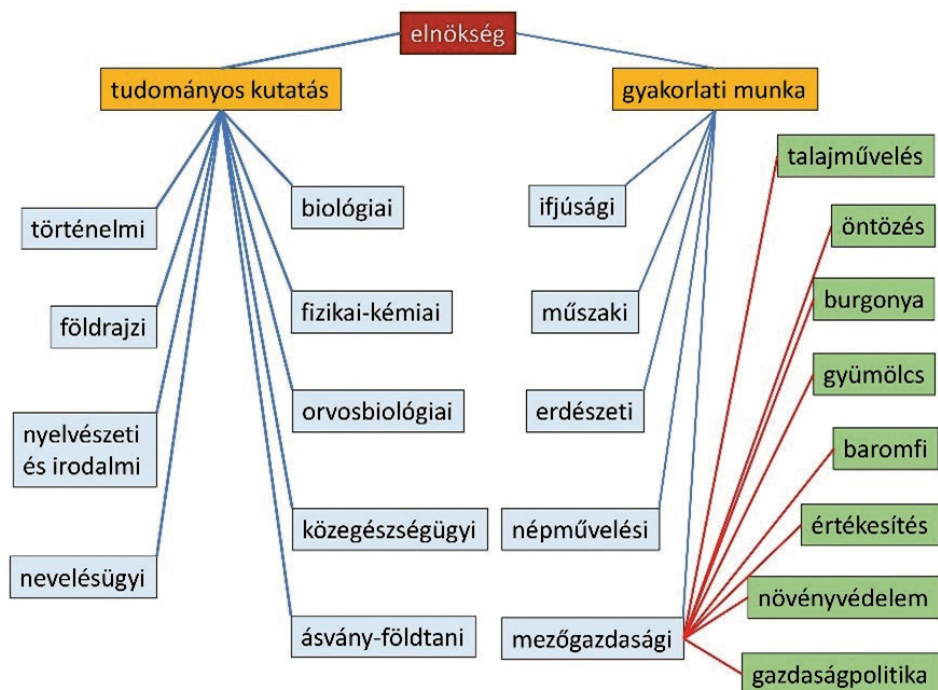 elnökség
tudományos kutatás
gyakorlati munka
történelmi
földrajzi
nyelvészeti
és irodalmi
nevelésügyi
biológiai
fizikai-kémiai
orvosbiológiai
közegészségügyi
ásvány-földtani
ifjúsági
műszaki
erdészeti
népművelési
mezőgazdasági
talajművelés
öntözés
burgonya
gyümölcs
baromfi
értékesítés
növényvédelem
gazdaságpolitika